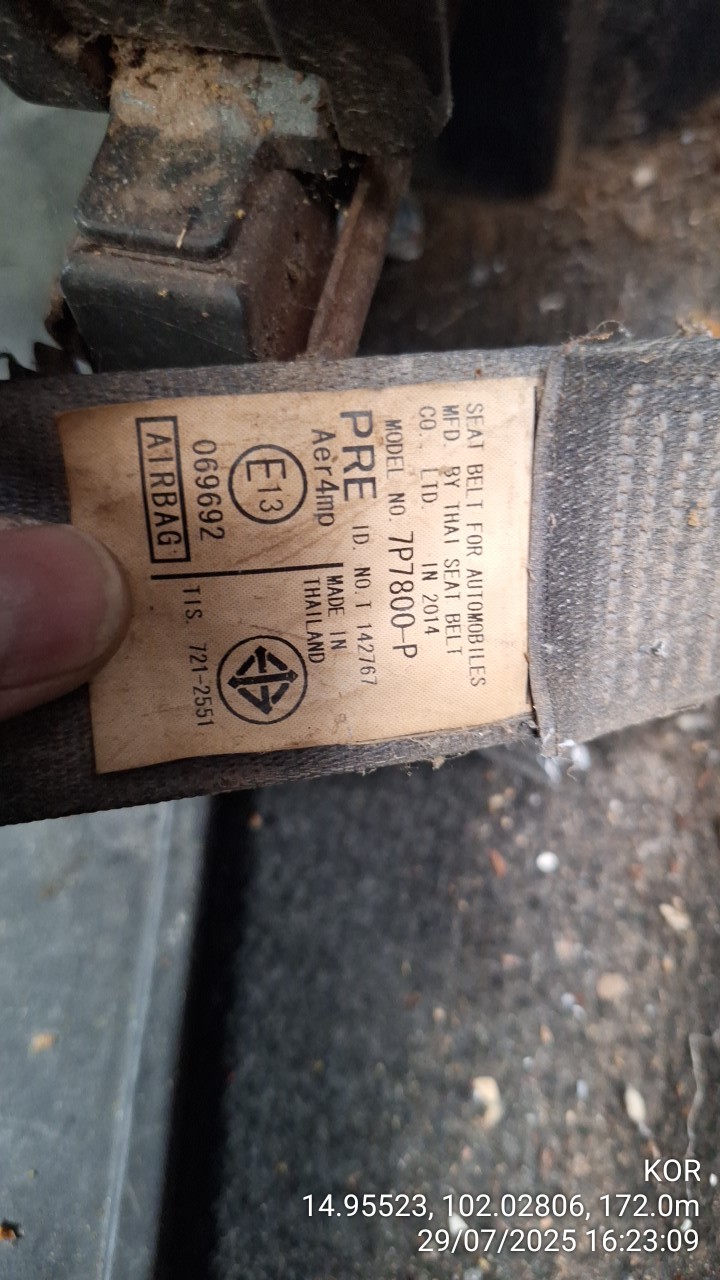 SEAT BELT FOR AUTOMOBILES
MFD. BY THAI SEAT BELT
CO., LTD. IN 2014
MODEL NO. 7P7800-P
PRE ID. NO.T 142767
Aer4mp
MADE IN
THAILAND
E13
069692
AIRBAG
TIS. 721-2551
KOR
14.95523, 102.02806, 172.0m
29/07/2025 16:23:09